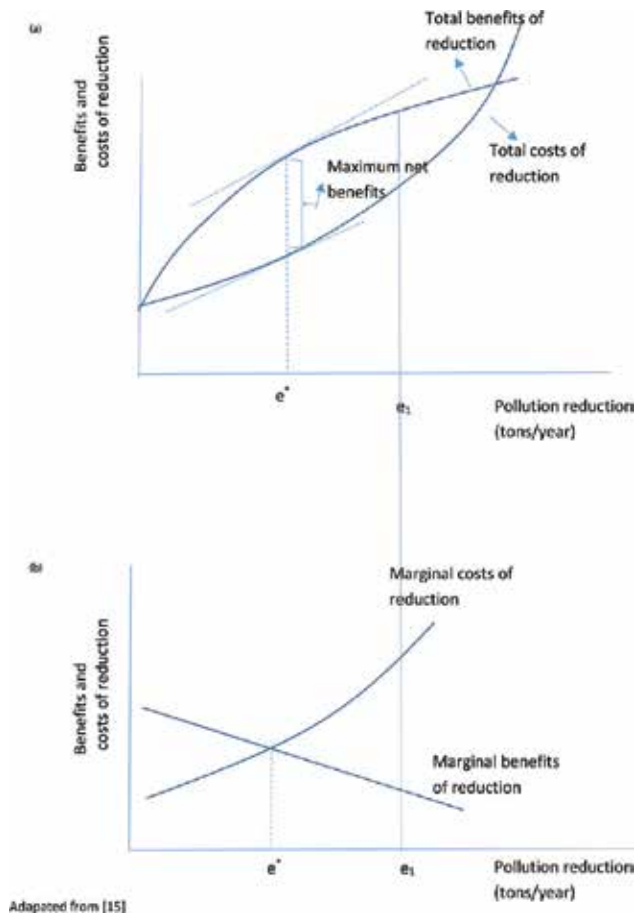 (a)
Total benefits of
reduction
Benefits and
costs of reduction
Maximum net
benefits
Total costs of
reduction
e*
e1
Pollution reduction
(tons/year)
(b)
Marginal costs of
reduction
Benefits and
costs of reduction
Marginal benefits
of reduction
e*
e1
Pollution reduction
(tons/year)
Adapated from [15]